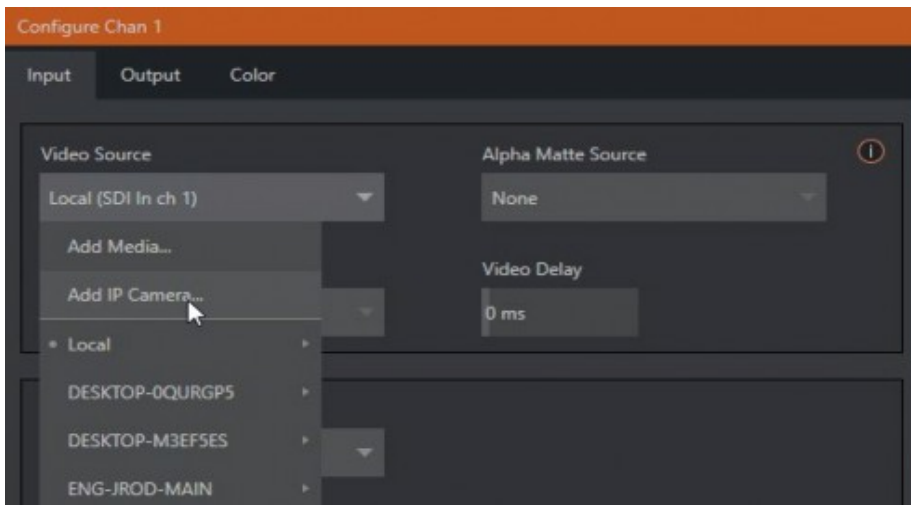 Configure Chan 1
Input Output Color
Video Source
Local (SDI In ch 1)
Add Media...
Add IP Camera...
Local
DESKTOP-0QURGP5
DESKTOP-M3EF5ES
ENG-JROD-MAIN
Alpha Matte Source
None
Video Delay
0 ms